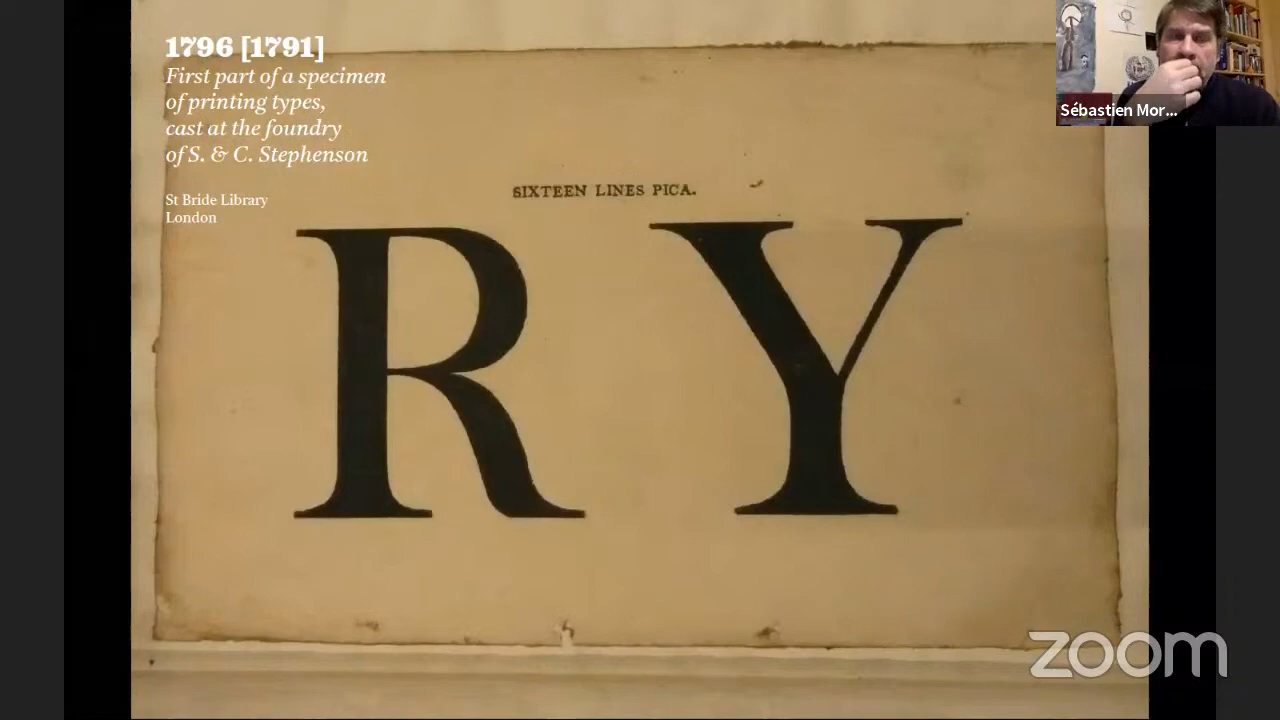 1796 [1791]
First part of a specimen
of printing types,
cast at the foundry
of S. & C. Stephenson
St Bride Library
London
SIXTEEN LINES PICA.
R Y
Sébastien Mor...
zoom